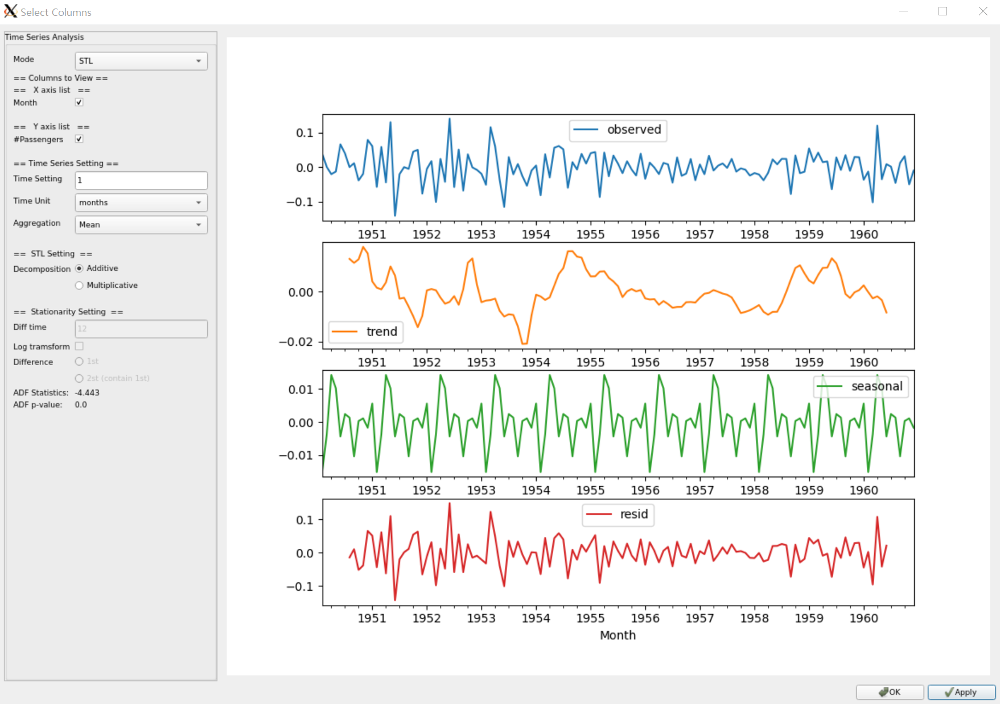 Select Columns
Time Series Analysis
Mode STL
== Columns to View ==
== X axis list ==
Month
== Y axis list ==
#Passengers
== Time Series Setting ==
Time Setting 1
Time Unit months
Aggregation Mean
== STL Setting ==
Decomposition Additive
Multiplicative
== Stationarity Setting ==
Diff time 12
Log tramsform
Difference 1st
2st (contain 1st)
ADF Statistics: -4.443
ADF p-value: 0.0
observed
0.1
0.0
−0.1
1951 1952 1953 1954 1955 1956 1957 1958 1959 1960
0.00
−0.02
trend
1951 1952 1953 1954 1955 1956 1957 1958 1959 1960
seasonal
0.01
0.00
−0.01
1951 1952 1953 1954 1955 1956 1957 1958 1959 1960
resid
0.1
0.0
−0.1
1951 1952 1953 1954 1955 1956 1957 1958 1959 1960
Month
OK Apply